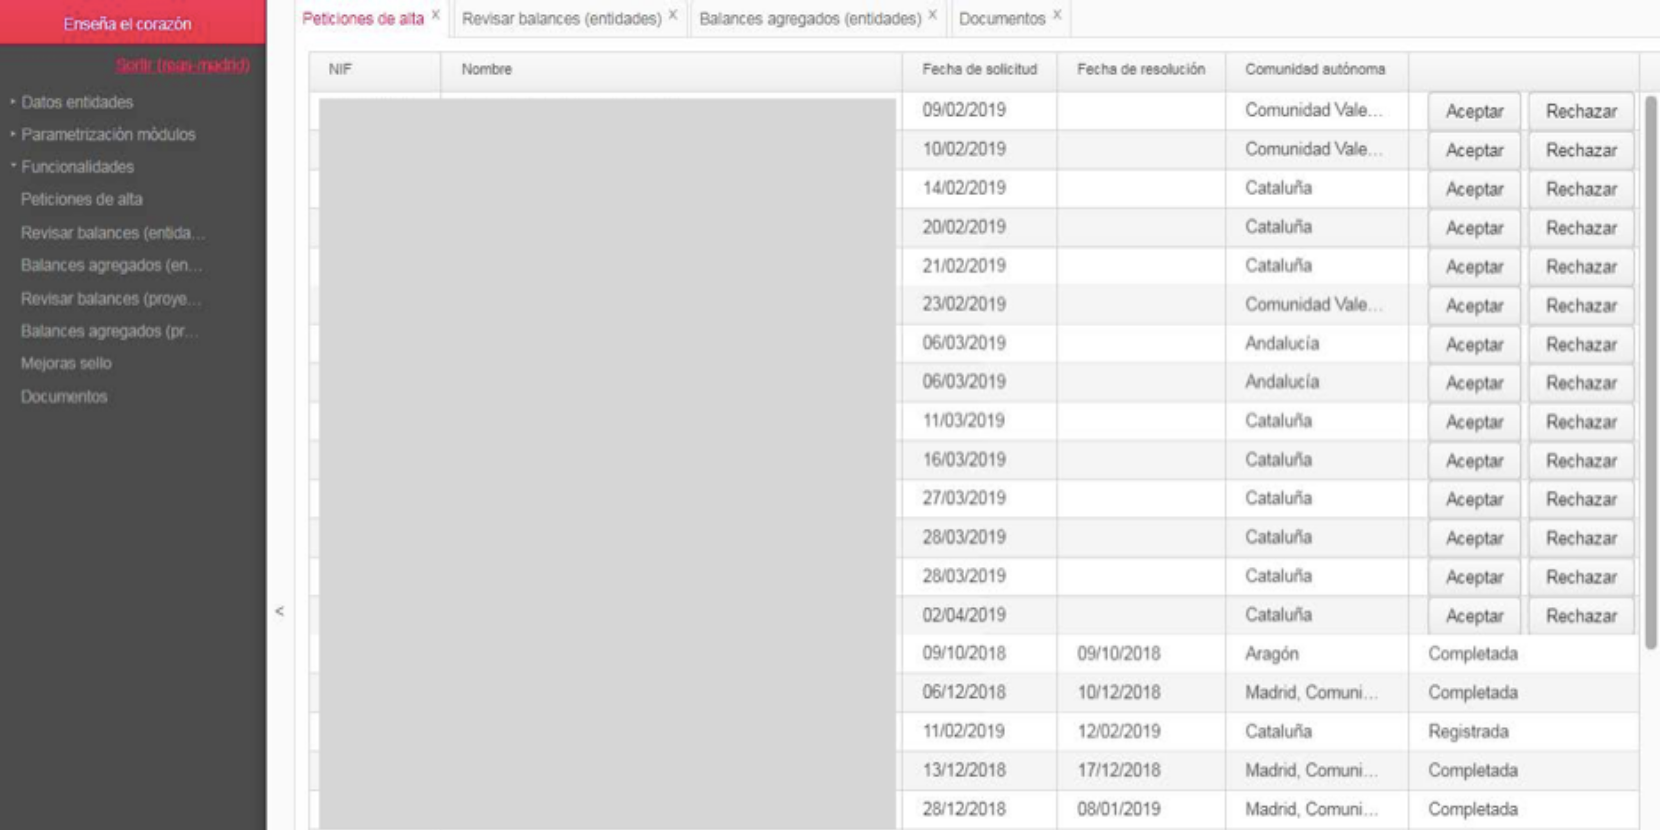 Enseña el corazón
Sortir (reas-madrid)
Datos entidades
Parametrización mòdulos
Funcionalidades
Peticiones de alta
Revisar balances (entida...
Balances agregados (en...
Revisar balances (proye...
Balances agregados (pr...
Mejoras sello
Documentos
<
Peticiones de alta X Revisar balances (entidades) X Balances agregados (entidades) X Documentos X
NIF Nombre Fecha de solicitud Fecha de resolución Comunidad autónoma
09/02/2019 Comunidad Vale... Aceptar Rechazar
10/02/2019 Comunidad Vale... Aceptar Rechazar
14/02/2019 Cataluña Aceptar Rechazar
20/02/2019 Cataluña Aceptar Rechazar
21/02/2019 Cataluña Aceptar Rechazar
23/02/2019 Comunidad Vale... Aceptar Rechazar
06/03/2019 Andalucía Aceptar Rechazar
06/03/2019 Andalucía Aceptar Rechazar
11/03/2019 Cataluña Aceptar Rechazar
16/03/2019 Cataluña Aceptar Rechazar
27/03/2019 Cataluña Aceptar Rechazar
28/03/2019 Cataluña Aceptar Rechazar
28/03/2019 Cataluña Aceptar Rechazar
02/04/2019 Cataluña Aceptar Rechazar
09/10/2018 09/10/2018 Aragón Completada
06/12/2018 10/12/2018 Madrid, Comuni... Completada
11/02/2019 12/02/2019 Cataluña Registrada
13/12/2018 17/12/2018 Madrid, Comuni... Completada
28/12/2018 08/01/2019 Madrid, Comuni... Completada